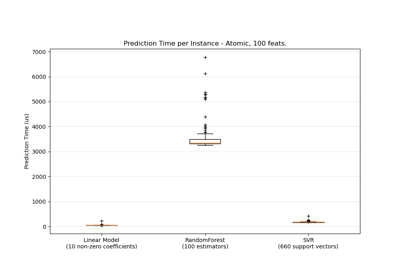 Prediction Time per Instance - Atomic, 100 feats.
7000
6000
5000
4000
3000
2000
1000
0
Prediction Time (us)
Linear Model
(10 non-zero coefficients)
RandomForest
(100 estimators)
SVR
(660 support vectors)